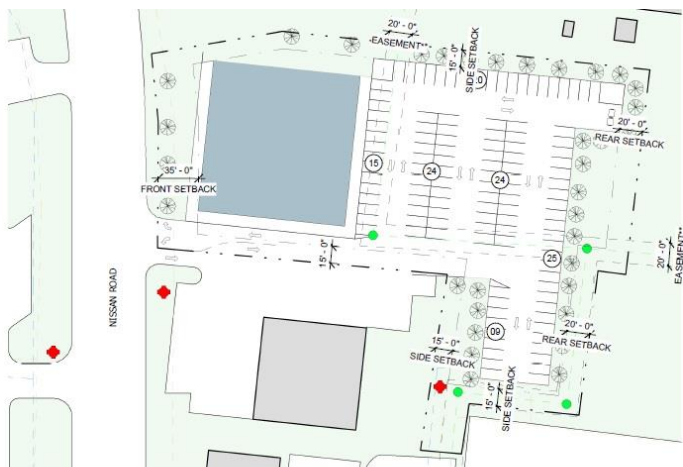 20' - 0"
EASEMENT**
15' - 0"
SIDE SETBACK
20' - 0"
REAR SETBACK
15
24
24
35' - 0"
FRONT SETBACK
15' - 0"
25
20' - 0"
EASEMENT**
NISSAN ROAD
09
20' - 0"
REAR SETBACK
15' - 0"
SIDE SETBACK
15' - 0"
SIDE SETBACK